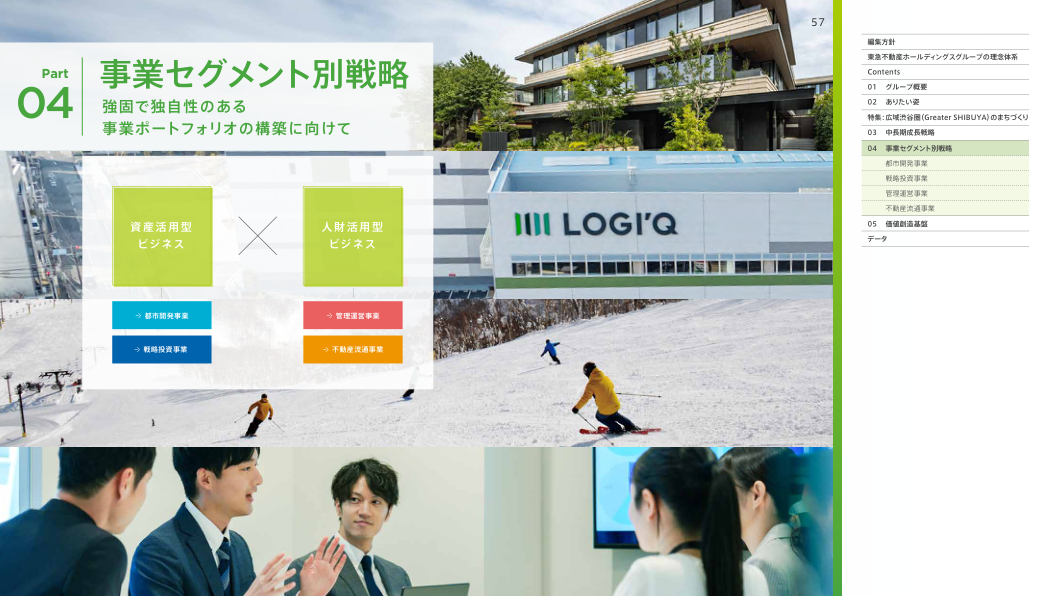 57
Part
04
事業セグメント別戦略
強固で独自性のある
事業ポートフォリオの構築に向けて
資産活用型
ビジネス
人財活用型
ビジネス
→ 都市開発事業
→ 管理運営事業
→ 戦略投資事業
→ 不動産流通事業
LOGI'Q
編集方針
東急不動産ホールディングスグループの理念体系
Contents
01 グループ概要
02 ありたい姿
特集：広域渋谷圏（Greater SHIBUYA）のまちづくり
03 中長期成長戦略
04 事業セグメント別戦略
都市開発事業
戦略投資事業
管理運営事業
不動産流通事業
05 価値創造基盤
データ